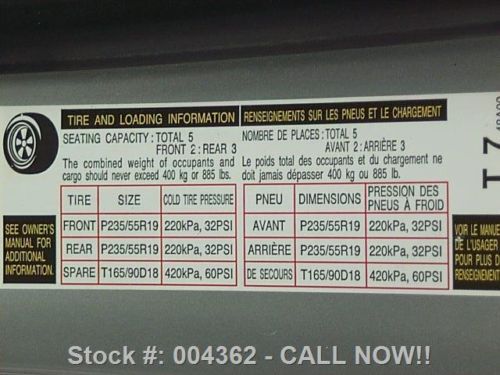 TIRE AND LOADING INFORMATION
SEATING CAPACITY : TOTAL 5
FRONT 2 : REAR 3
The combined weight of occupants and
cargo should never exceed 400 kg or 885 lbs.
TIRE SIZE COLD TIRE PRESSURE
FRONT P235/55R19 220kPa, 32PSI
REAR P235/55R19 220kPa, 32PSI
SPARE T165/90D18 420kPa, 60PSI
SEE OWNER'S
MANUAL FOR
ADDITIONAL
INFORMATION.
RENSEIGNEMENTS SUR LES PNEUS ET LE CHARGEMENT
NOMBRE DE PLACES : TOTAL 5
AVANT 2 : ARRIÈRE 3
Le poids total des occupants et du chargement ne
doit jamais dépasser 400 kg ou 885 lb.
PNEU DIMENSIONS PRESSION DES
PNEUS À FROID
AVANT P235/55R19 220kPa, 32PSI
ARRIÈRE P235/55R19 220kPa, 32PSI
DE SECOURS T165/90D18 420kPa, 60PSI
VOIR LE MANUE
DE L'USAGER
POUR PLUS DE
RENSEIGNEMENT
T 7
Stock #: 004362 - CALL NOW!!